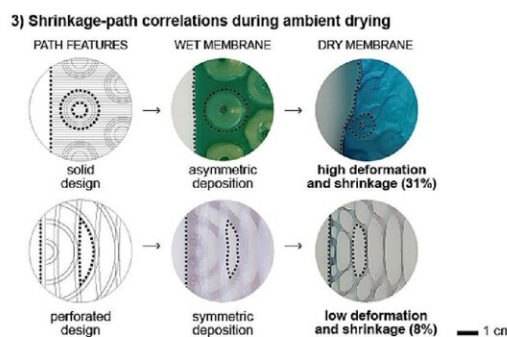 3) Shrinkage-path correlations during ambient drying
PATH FEATURES
WET MEMBRANE
DRY MEMBRANE
solid
design
asymmetric
deposition
high deformation
and shrinkage (31%)
perforated
design
symmetric
deposition
low deformation
and shrinkage (8%)
1 cm